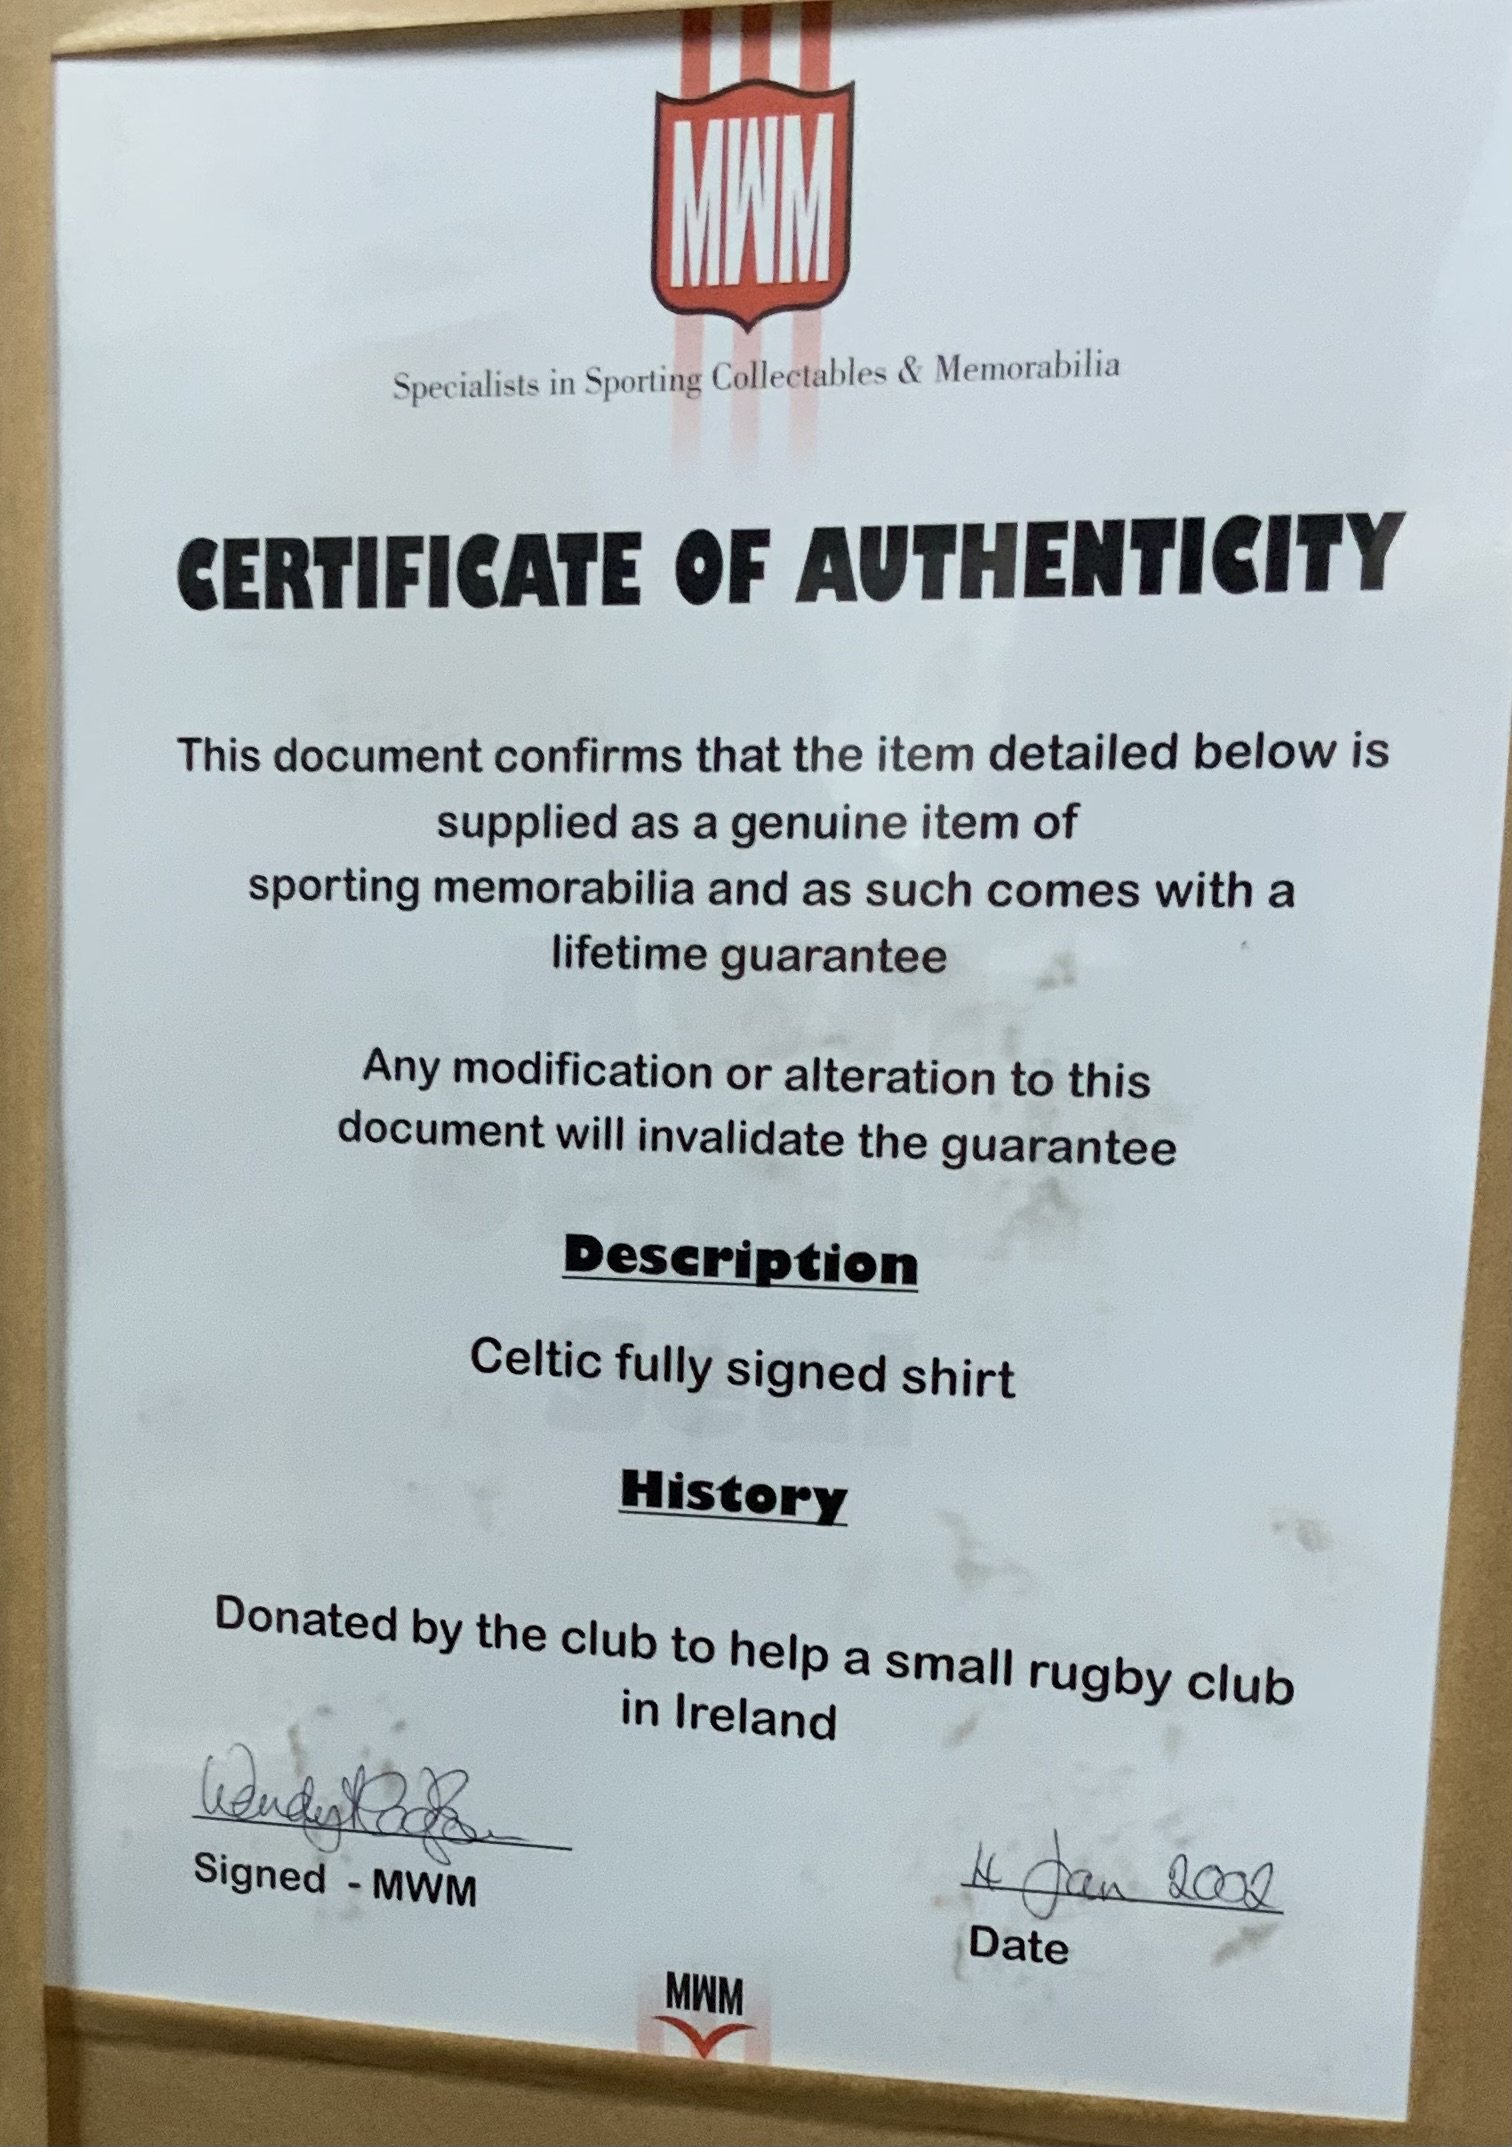 MWM
Specialists in Sporting Collectables & Memorabilia
CERTIFICATE OF AUTHENTICITY
This document confirms that the item detailed below is
supplied as a genuine item of
sporting memorabilia and as such comes with a
lifetime guarantee
Any modification or alteration to this
document will invalidate the guarantee
Description
Celtic fully signed shirt
History
Donated by the club to help a small rugby club
in Ireland
Wendy
Signed - MWM
4 Jan 2002
Date
MWM